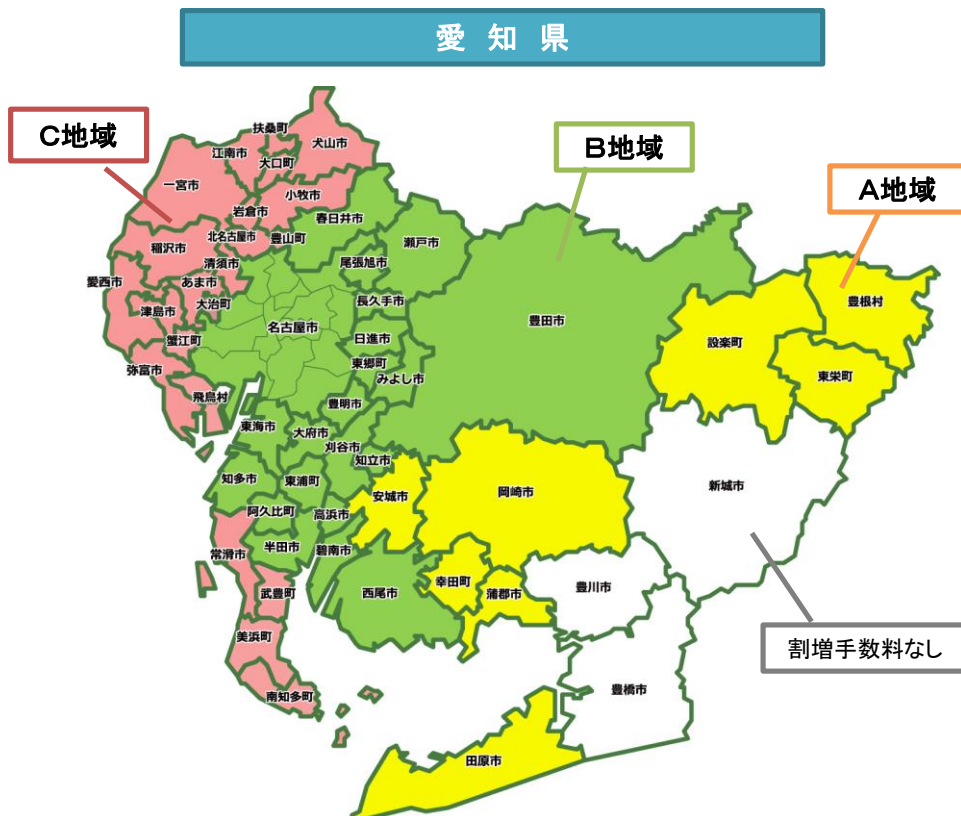 愛知県
C地域
B地域
A地域
扶桑町
犬山市
江南市
大口町
一宮市
小牧市
岩倉市
春日井市
北名古屋市
豊山町
瀬戸市
稲沢市
清須市
尾張旭市
愛西市
あま市
豊根村
津島市
大治町
長久手市
名古屋市
豊田市
蟹江町
日進市
設楽町
弥富市
東郷町
東栄町
みよし市
飛島村
豊明市
東海市
大府市
刈谷市
知立市
知多市
東浦町
新城市
安城市
岡崎市
阿久比町
高浜市
半田市
碧南市
常滑市
幸田町
豊川市
武豊町
西尾市
蒲郡市
美浜町
割増手数料なし
豊橋市
南知多町
田原市